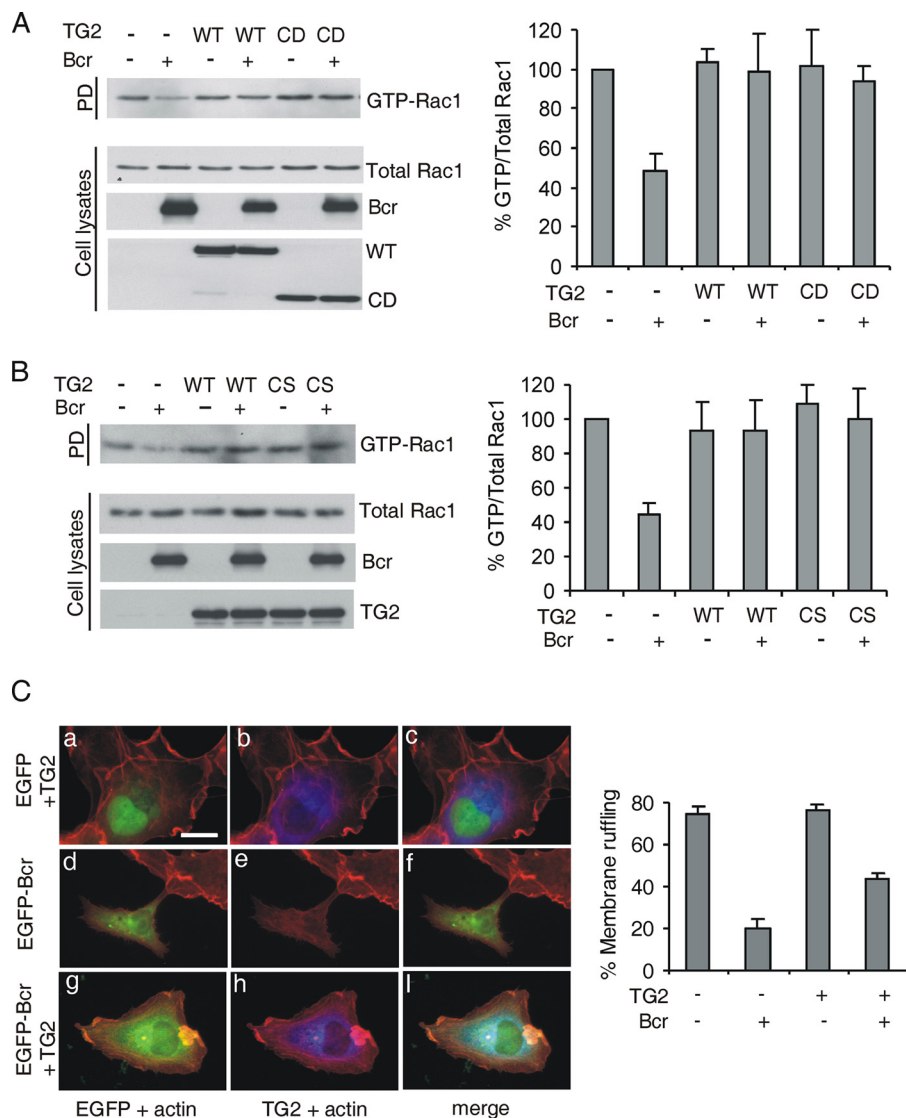 A
TG2 - - WT WT CD CD
Bcr - + - + - +
PD
GTP-Rac1
Cell lysates
Total Rac1
Bcr
WT
CD
% GTP/Total Rac1
120
100
80
60
40
20
0
TG2 - - WT WT CD CD
Bcr - + - + - +
B
TG2 - - WT WT CS CS
Bcr - + - + - +
PD
GTP-Rac1
Cell lysates
Total Rac1
Bcr
TG2
% GTP/Total Rac1
120
100
80
60
40
20
0
TG2 - - WT WT CS CS
Bcr - + - + - +
C
EGFP +TG2
a b c
EGFP-Bcr
d e f
EGFP-Bcr + TG2
g h I
EGFP + actin TG2 + actin merge
% Membrane ruffling
80
60
40
20
0
TG2 - - + +
Bcr - + - +